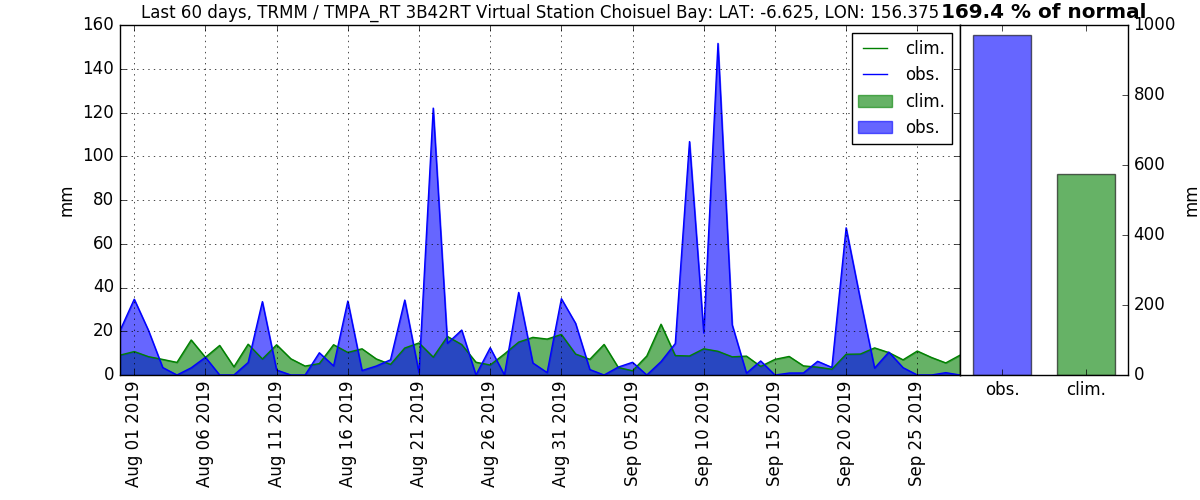 Last 60 days, TRMM / TMPA_RT 3B42RT Virtual Station Choisuel Bay: LAT: -6.625, LON: 156.375
169.4 % of normal
160
140
120
100
80
60
40
20
0
mm
clim.
obs.
clim.
obs.
Aug 01 2019
Aug 06 2019
Aug 11 2019
Aug 16 2019
Aug 21 2019
Aug 26 2019
Aug 31 2019
Sep 05 2019
Sep 10 2019
Sep 15 2019
Sep 20 2019
Sep 25 2019
1000
800
600
400
200
0
mm
obs.
clim.